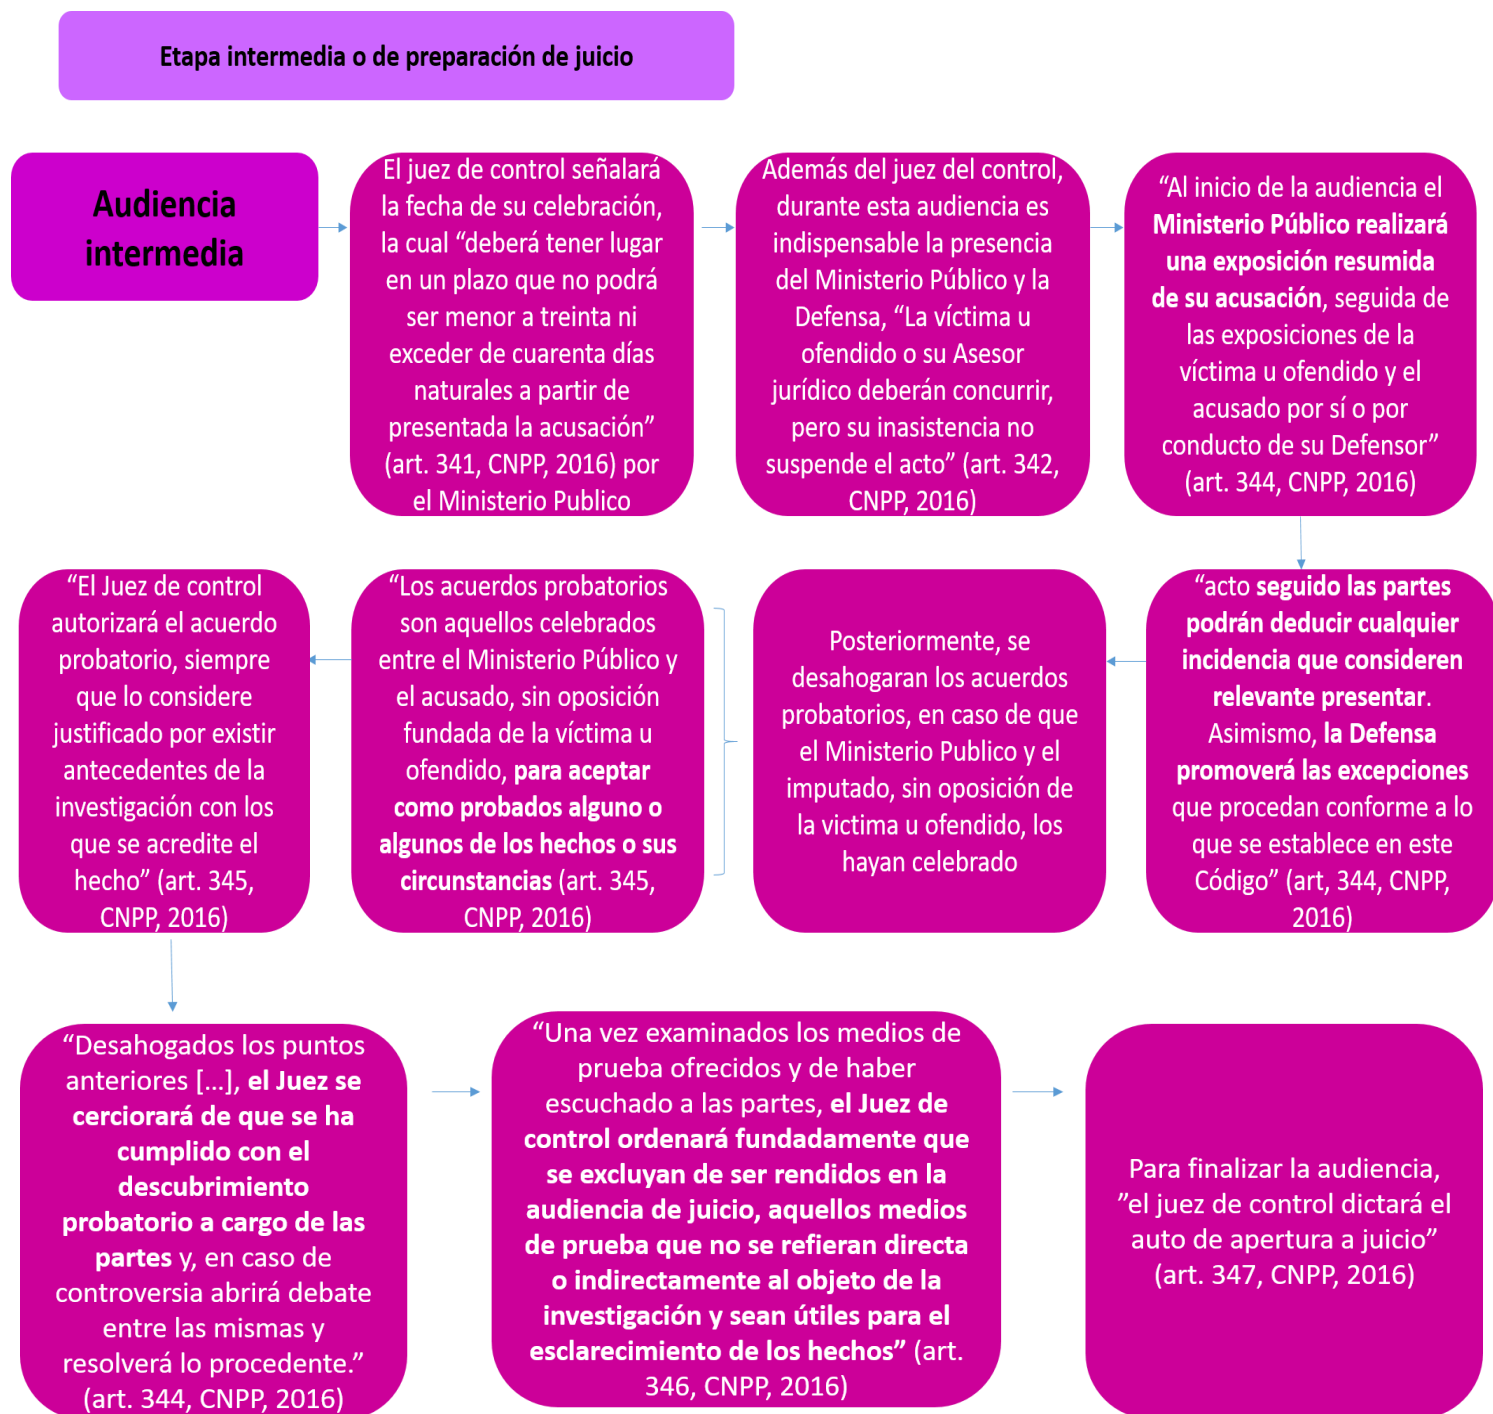 Etapa intermedia o de preparación de juicio
Audiencia
intermedia
El juez de control señalará
la fecha de su celebración,
la cual “deberá tener lugar
en un plazo que no podrá
ser menor a treinta ni
exceder de cuarenta días
naturales a partir de
presentada la acusación”
(art. 341, CNPP, 2016) por
el Ministerio Publico
Además del juez del control,
durante esta audiencia es
indispensable la presencia
del Ministerio Público y la
Defensa, “La víctima u
ofendido o su Asesor
jurídico deberán concurrir,
pero su inasistencia no
suspende el acto” (art. 342,
CNPP, 2016)
“Al inicio de la audiencia el
Ministerio Público realizará
una exposición resumida
de su acusación, seguida de
las exposiciones de la
víctima u ofendido y el
acusado por sí o por
conducto de su Defensor”
(art. 344, CNPP, 2016)
“acto seguido las partes
podrán deducir cualquier
incidencia que consideren
relevante presentar.
Asimismo, la Defensa
promoverá las excepciones
que procedan conforme a lo
que se establece en este
Código” (art, 344, CNPP,
2016)
Posteriormente, se
desahogaran los acuerdos
probatorios, en caso de que
el Ministerio Publico y el
imputado, sin oposición de
la victima u ofendido, los
hayan celebrado
“Los acuerdos probatorios
son aquellos celebrados
entre el Ministerio Público y
el acusado, sin oposición
fundada de la víctima u
ofendido, para aceptar
como probados alguno o
algunos de los hechos o sus
circunstancias (art. 345,
CNPP, 2016)
“El Juez de control
autorizará el acuerdo
probatorio, siempre
que lo considere
justificado por existir
antecedentes de la
investigación con los
que se acredite el
hecho” (art. 345,
CNPP, 2016)
“Desahogados los puntos
anteriores [...], el Juez se
cerciorará de que se ha
cumplido con el
descubrimiento
probatorio a cargo de las
partes y, en caso de
controversia abrirá debate
entre las mismas y
resolverá lo procedente.”
(art. 344, CNPP, 2016)
“Una vez examinados los medios de
prueba ofrecidos y de haber
escuchado a las partes, el Juez de
control ordenará fundadamente que
se excluyan de ser rendidos en la
audiencia de juicio, aquellos medios
de prueba que no se refieran directa
o indirectamente al objeto de la
investigación y sean útiles para el
esclarecimiento de los hechos” (art.
346, CNPP, 2016)
Para finalizar la audiencia,
”el juez de control dictará el
auto de apertura a juicio”
(art. 347, CNPP, 2016)